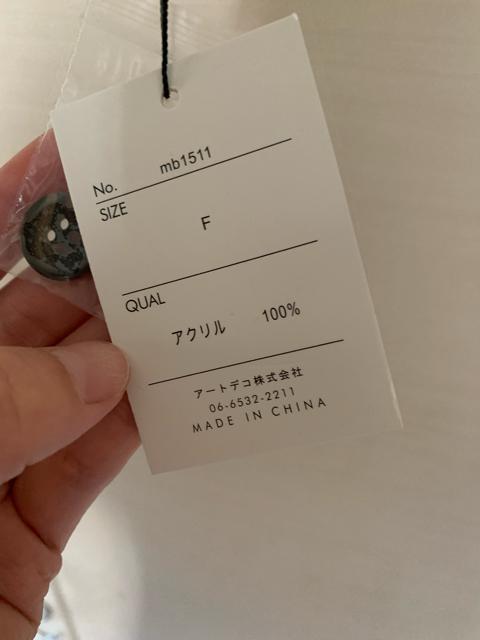 No. mb1511
SIZE
F
QUAL
アクリル 100%
アートデコ株式会社
06-6532-2211
MADE IN CHINA